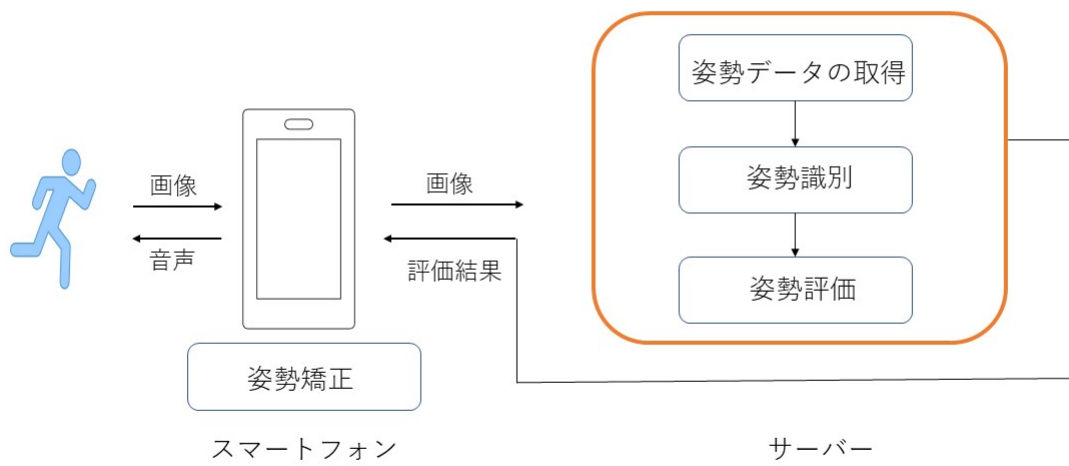 画像
音声
姿勢矯正
スマートフォン
画像
評価結果
姿勢データの取得
姿勢識別
姿勢評価
サーバー